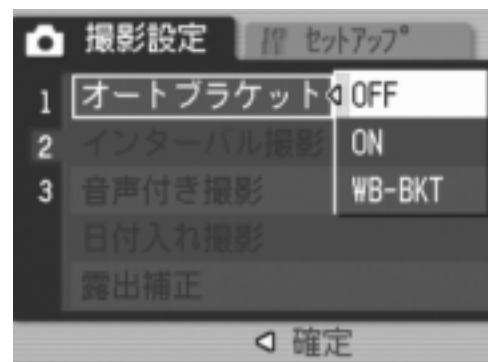 撮影設定 セットアップ
1 オートブラケット OFF
2 インターバル撮影 ON
3 音声付き撮影 WB-BKT
日付入れ撮影
露出補正
確定